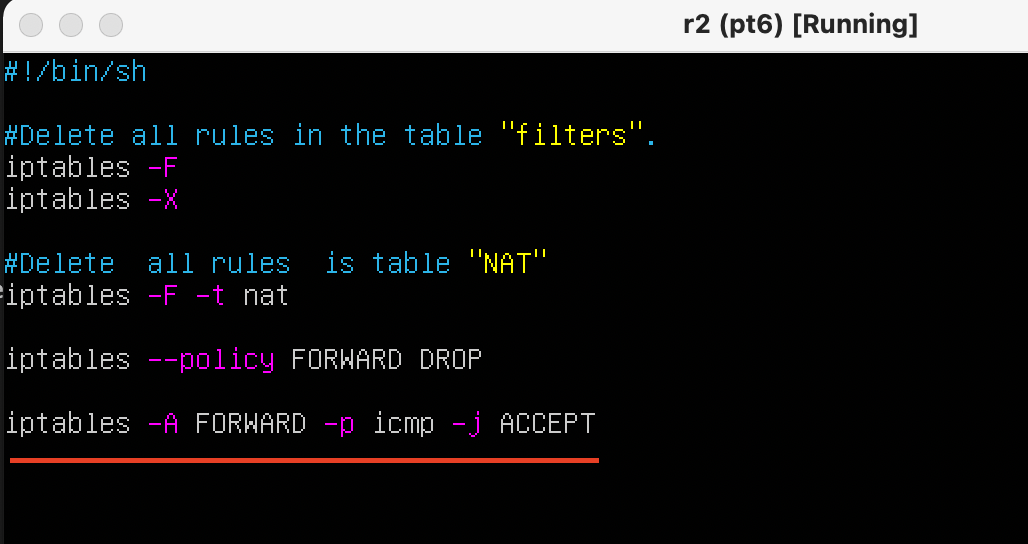 r2 (pt6) [Running]
#!/bin/sh
#Delete all rules in the table "filters".
iptables -F
iptables -X
#Delete  all rules  is table "NAT"
iptables -F -t nat
iptables --policy FORWARD DROP
iptables -A FORWARD -p icmp -j ACCEPT